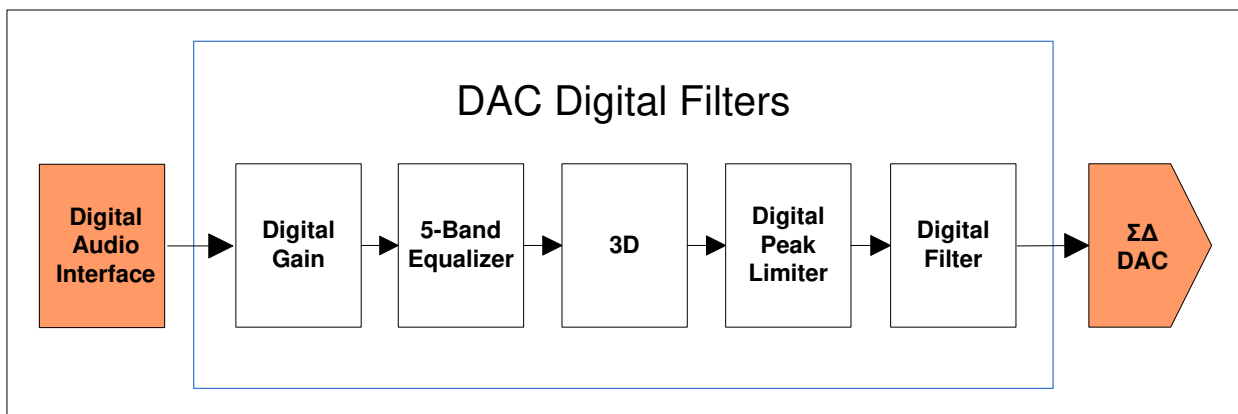 DAC Digital Filters
Digital
Audio
Interface
Digital
Gain
5-Band
Equalizer
3D
Digital
Peak
Limiter
Digital
Filter
ΣΔ
DAC